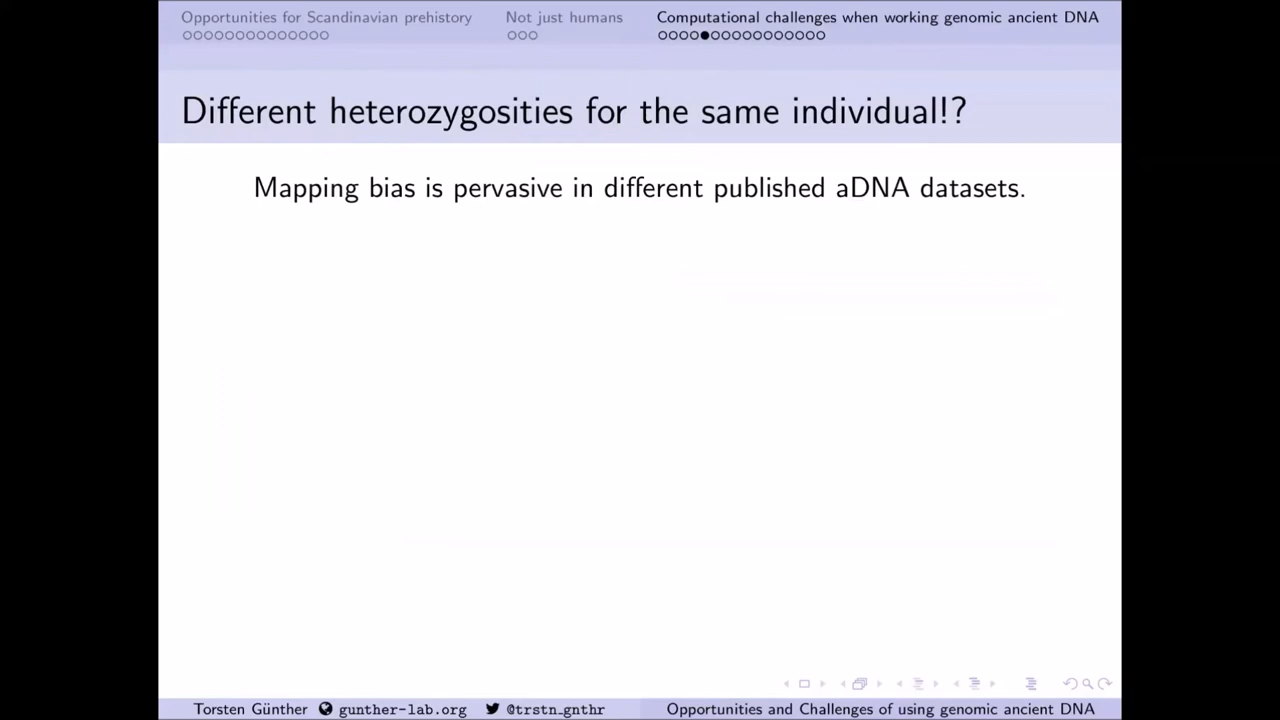 Opportunities for Scandinavian prehistory Not just humans Computational challenges when working genomic ancient DNA
Different heterozygosities for the same individual!?
Mapping bias is pervasive in different published aDNA datasets.
Torsten Günther gunther-lab.org @trstn_gnthr Opportunities and Challenges of using genomic ancient DNA